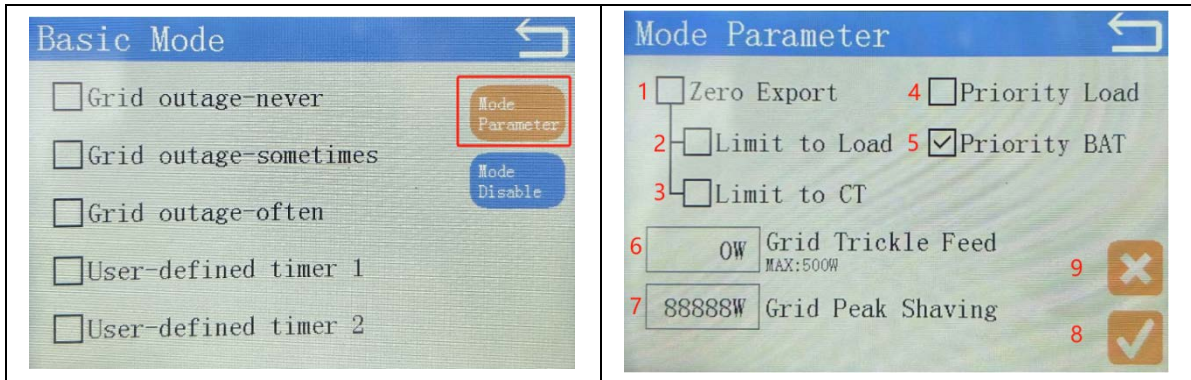 Basic Mode
Grid outage-never
Mode
Parameter
Grid outage-sometimes
Mode
Disable
Grid outage-often
User-defined timer 1
User-defined timer 2
Mode Parameter
1 Zero Export 4 Priority Load
2 Limit to Load 5 Priority BAT
3 Limit to CT
6 0W Grid Trickle Feed
MAX:500W
9
7 88888W Grid Peak Shaving
8